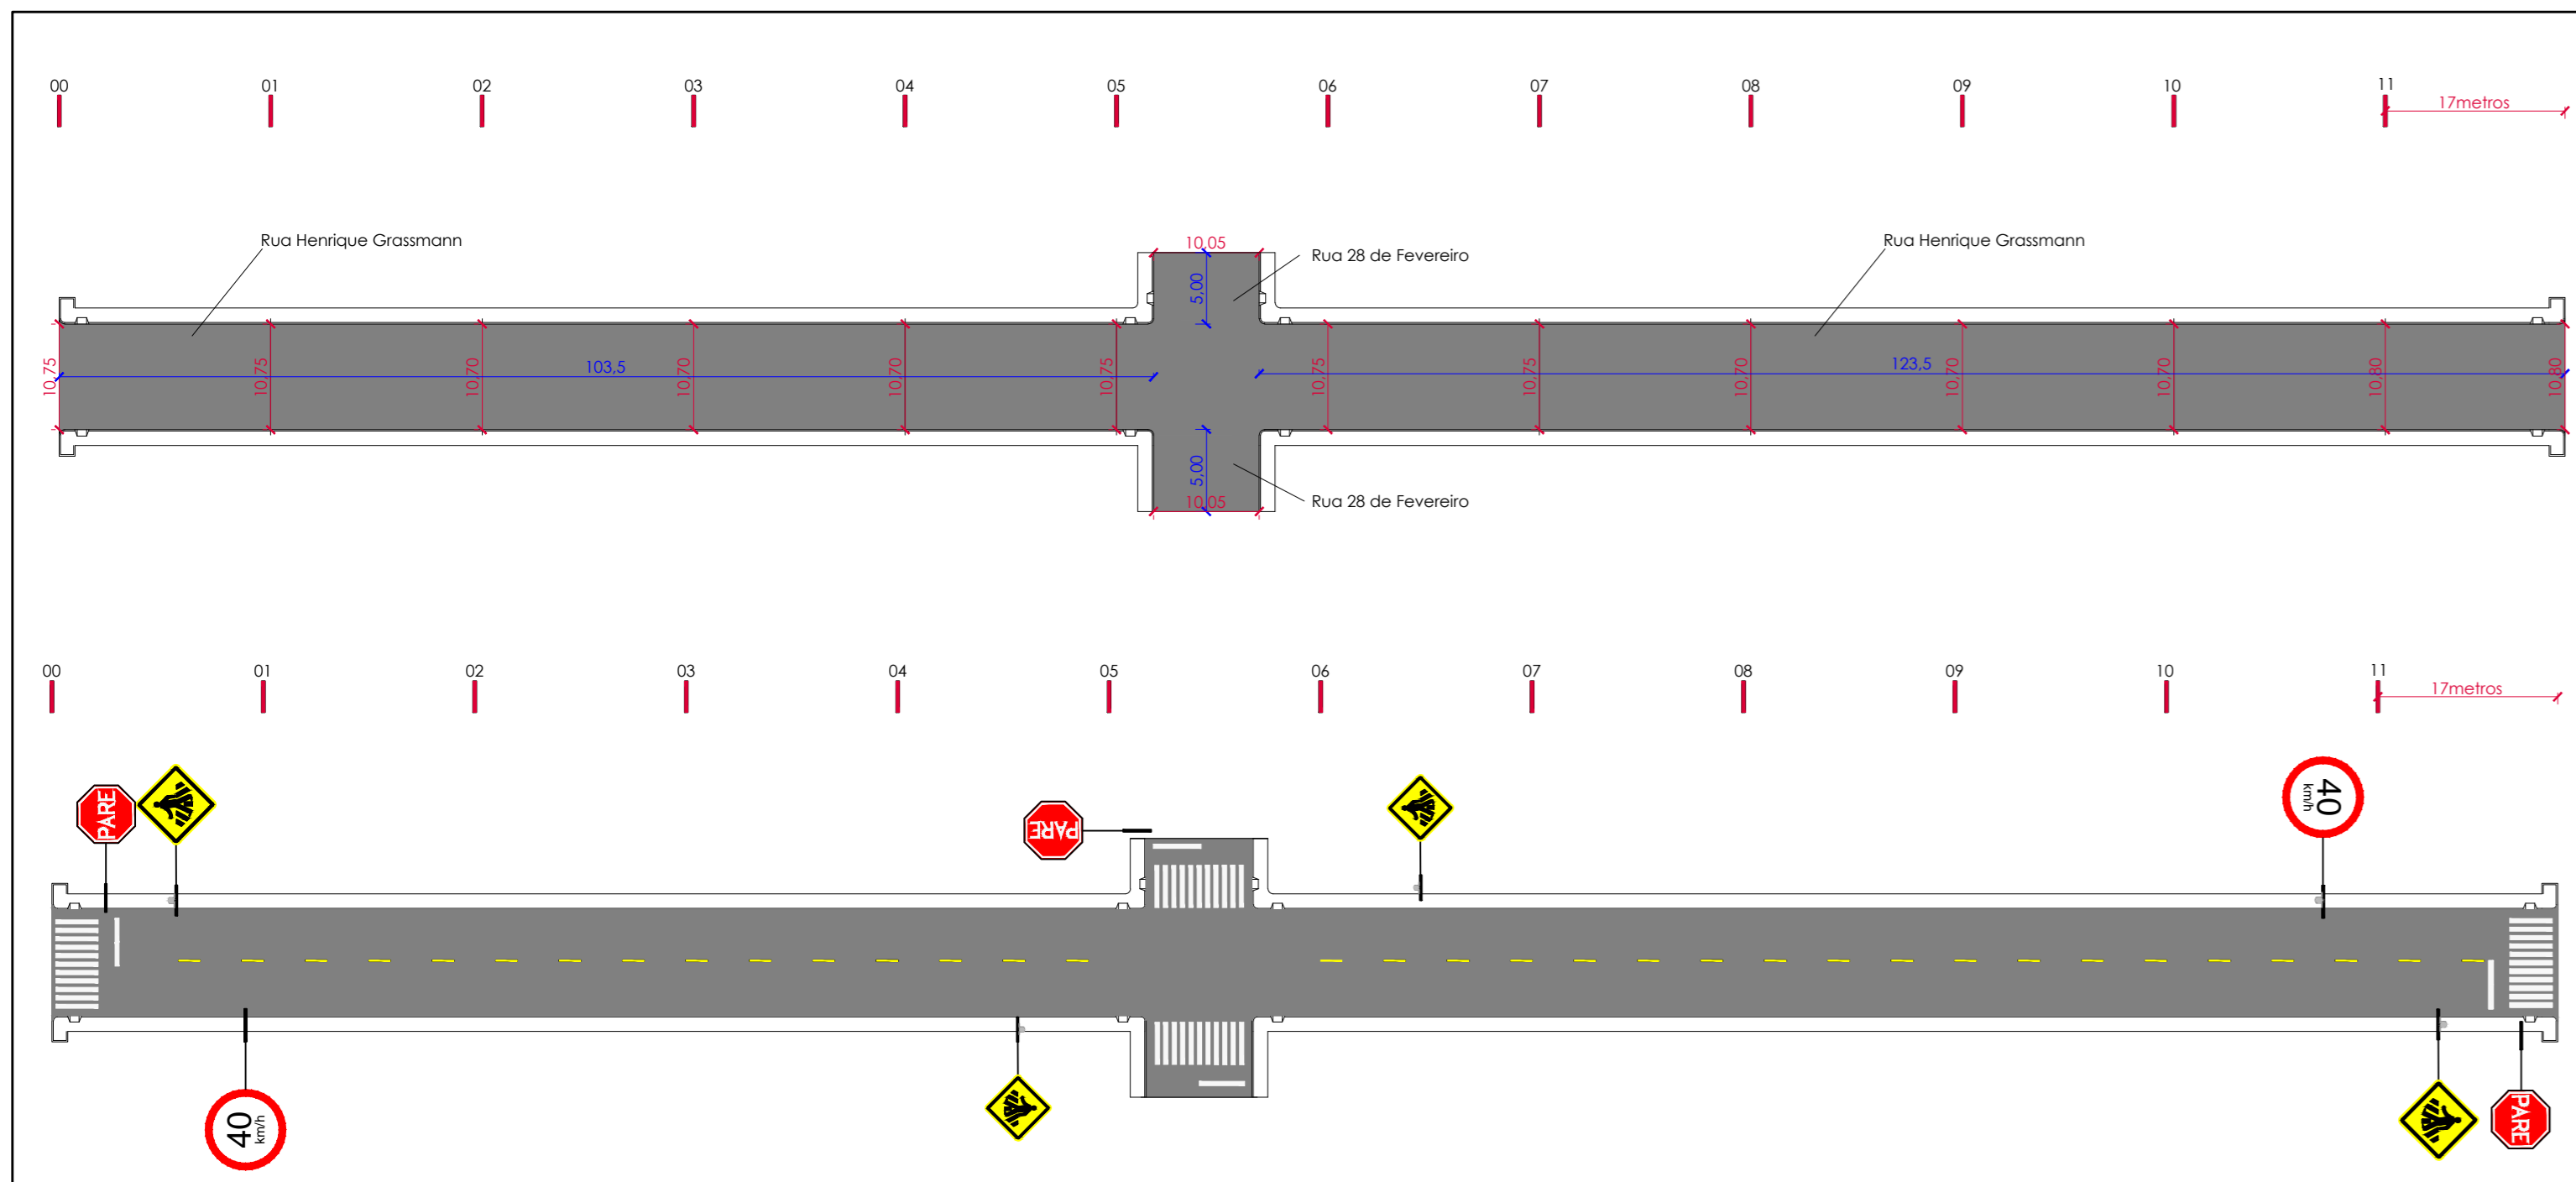 00 01 02 03 04 05 06 07 08 09 10 11
17metros
Rua Henrique Grassmann
10,05
Rua 28 de Fevereiro
Rua Henrique Grassmann
5,00
10,75 10,75 10,70 10,70 10,70 10,75 10,75 10,75 10,70 10,70 10,70 10,80 10,80
103,5
123,5
5,00
10,05
Rua 28 de Fevereiro
00 01 02 03 04 05 06 07 08 09 10 11
17metros
PARE
PARE
40
km/h
40
km/h
PARE